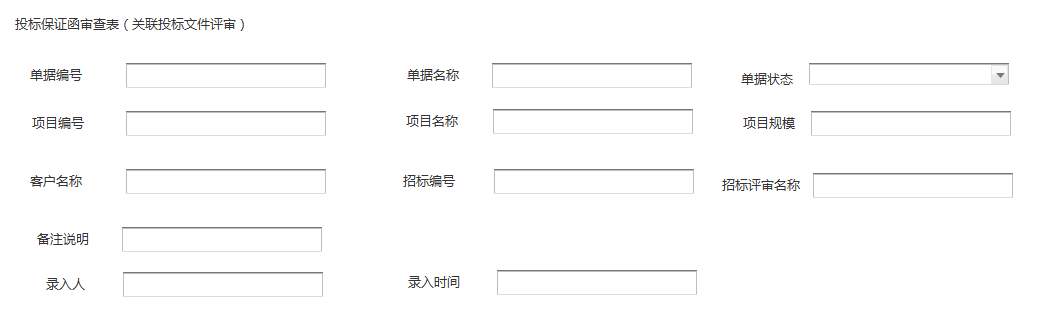 投标保证函审查表（关联投标文件评审）
单据编号 单据名称 单据状态
项目编号 项目名称 项目规模
客户名称 招标编号 招标评审名称
备注说明
录入人 录入时间